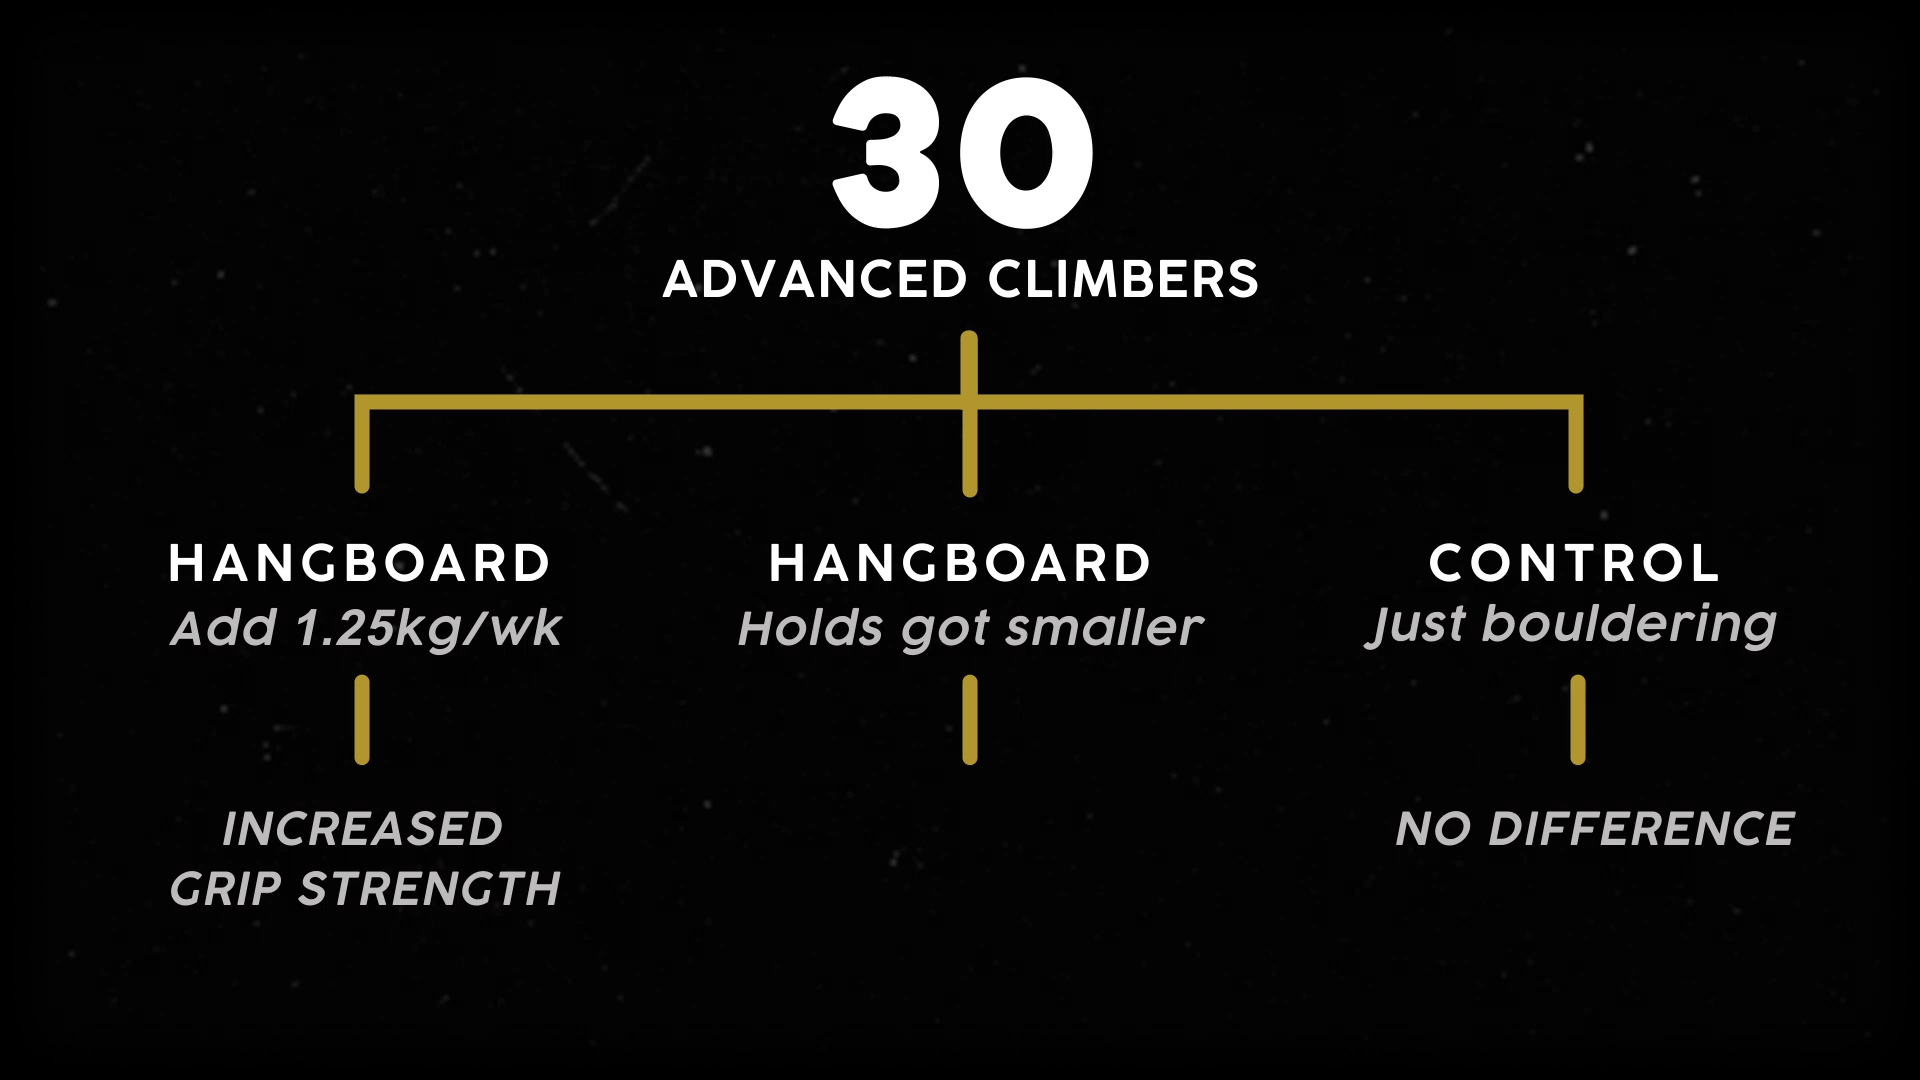 30
ADVANCED CLIMBERS
HANGBOARD
Add 1.25kg/wk
HANGBOARD
Holds got smaller
CONTROL
Just bouldering
INCREASED
GRIP STRENGTH
NO DIFFERENCE